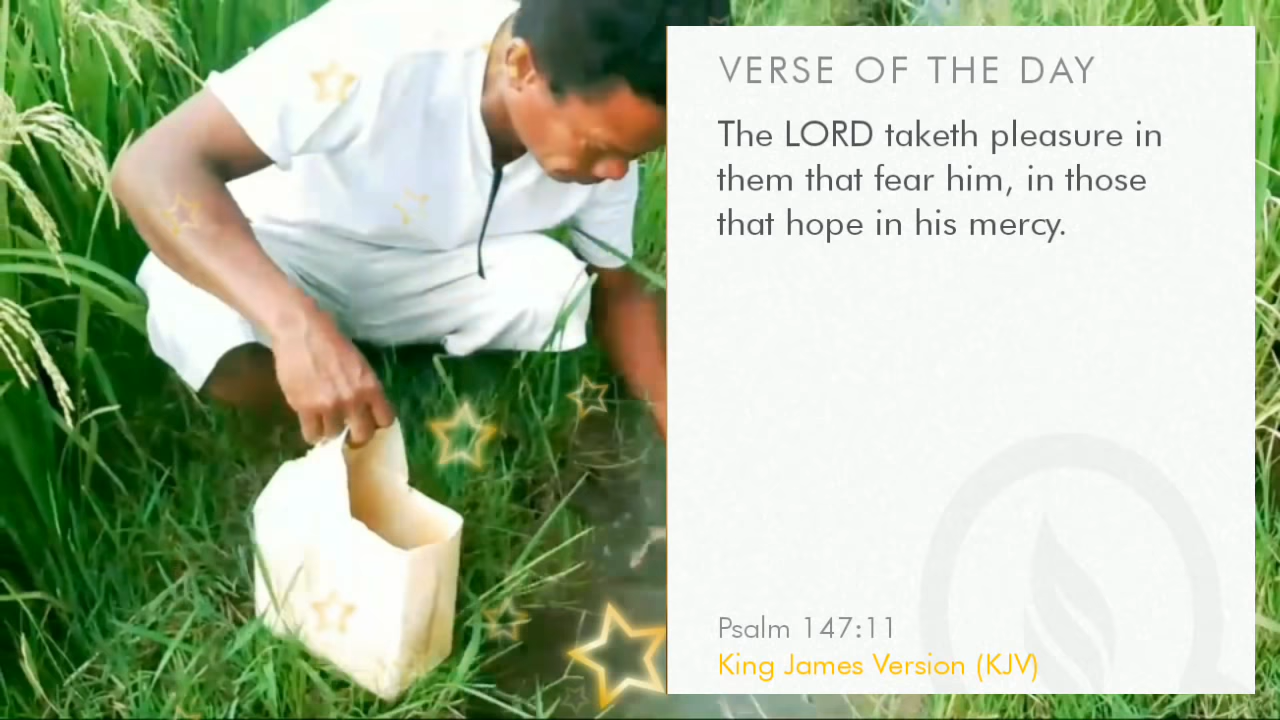 VERSE OF THE DAY
The LORD taketh pleasure in
them that fear him, in those
that hope in his mercy.
Psalm 147:11
King James Version (KJV)